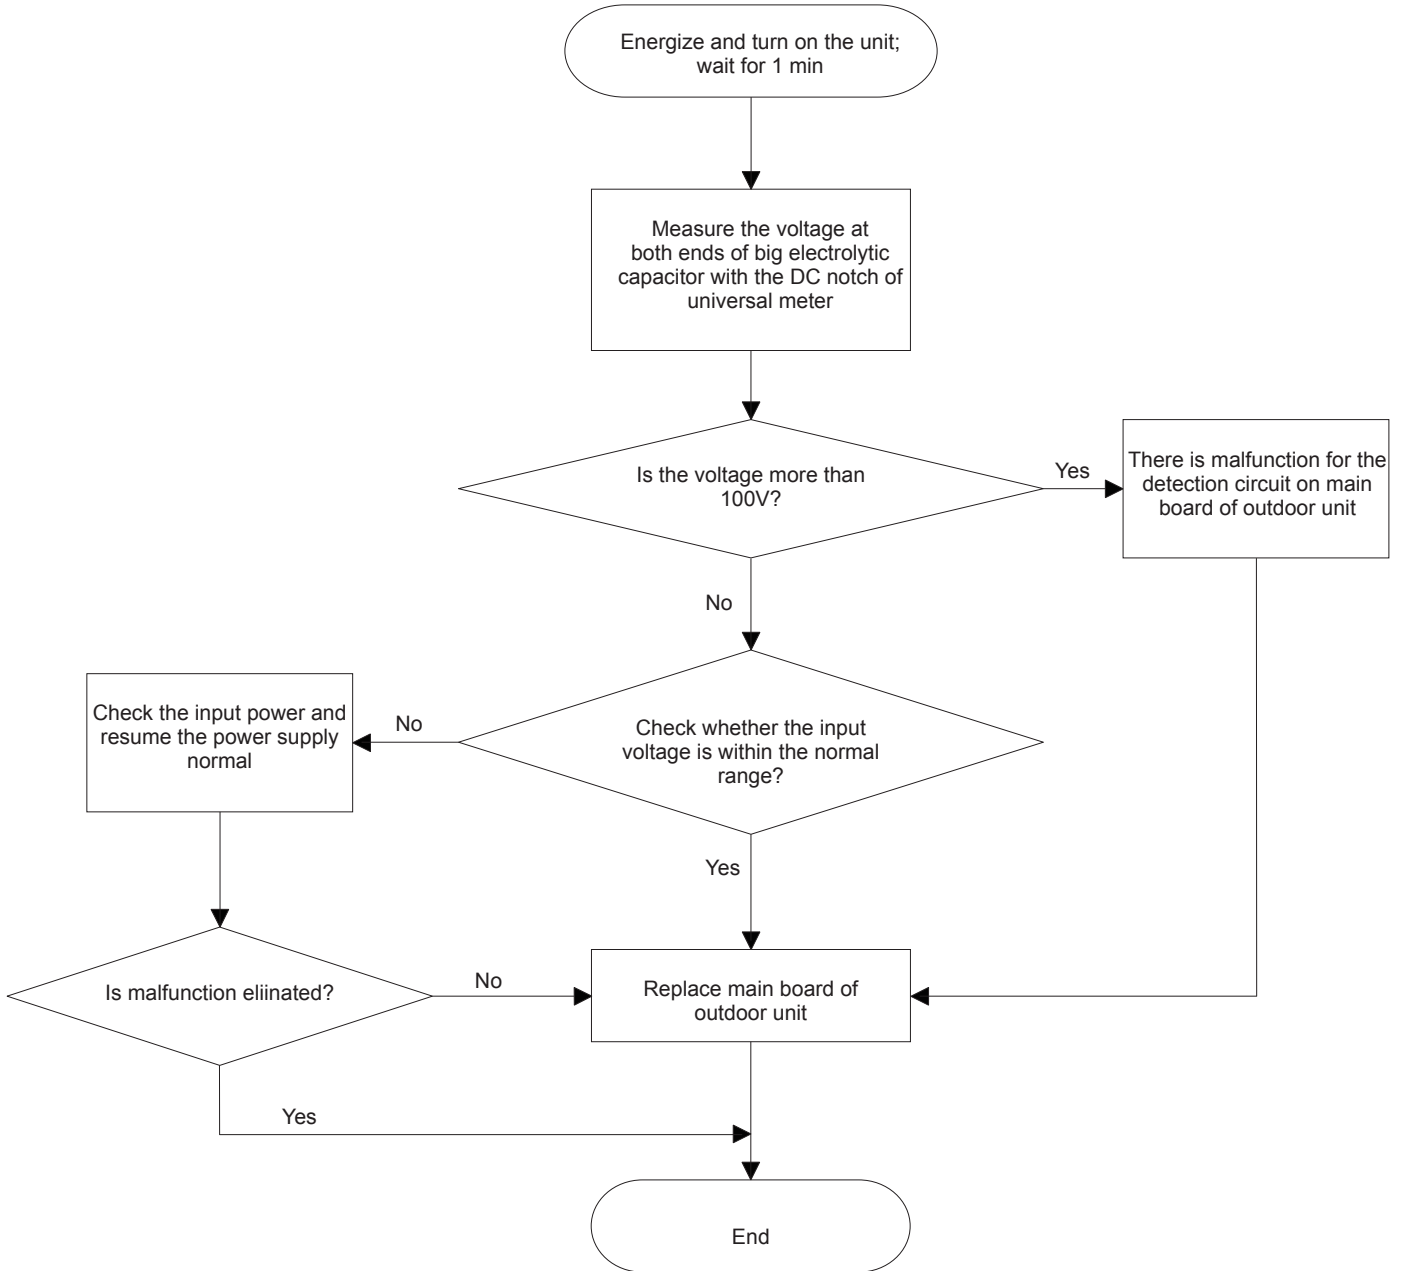 Energize and turn on the unit;
wait for 1 min
Measure the voltage at
both ends of big electrolytic
capacitor with the DC notch of
universal meter
Is the voltage more than
100V?
Yes
There is malfunction for the
detection circuit on main
board of outdoor unit
No
Check the input power and
resume the power supply
normal
No
Check whether the input
voltage is within the normal
range?
Yes
Is malfunction eliinated?
No
Replace main board of
outdoor unit
Yes
End